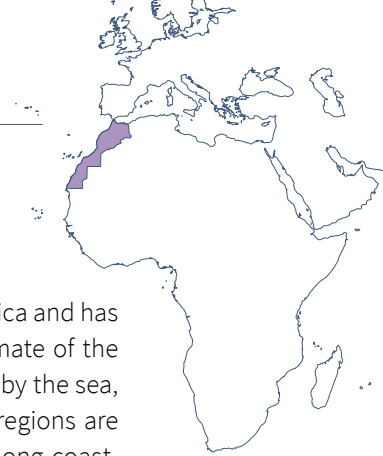 ica and has
mate of the
by the sea,
regions are
ong coast,